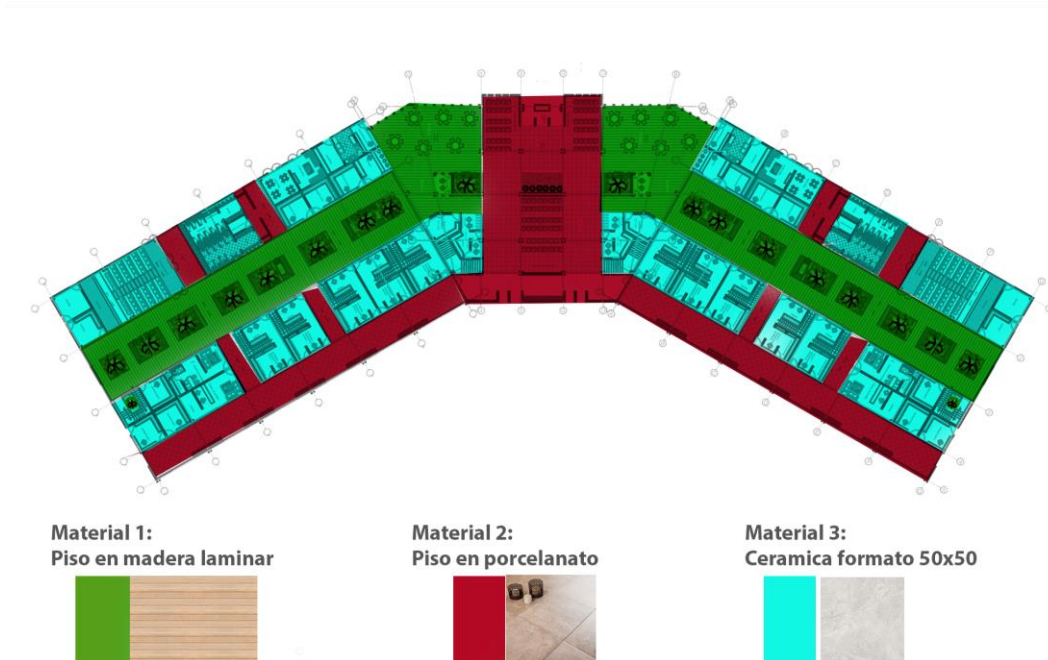 Material 1:
Piso en madera laminar
Material 2:
Piso en porcelanato
Material 3:
Ceramica formato 50x50